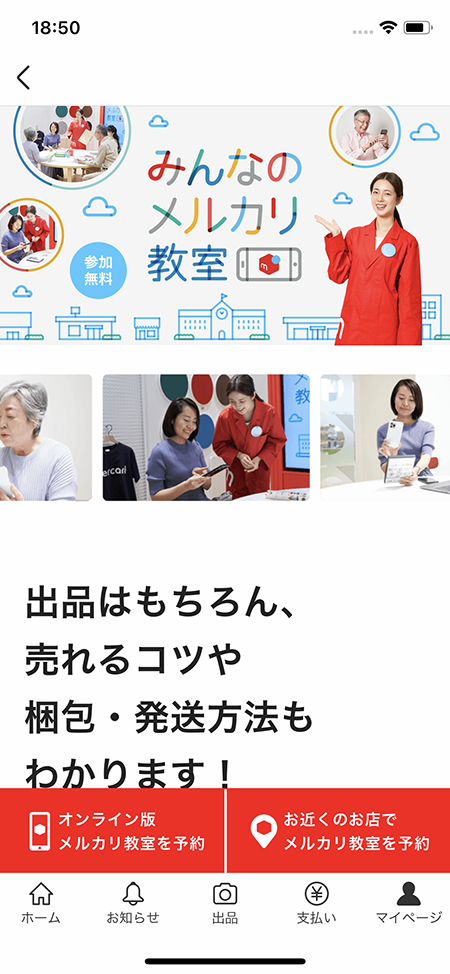 18:50
みんなの
メルカリ
教室
参加
無料
ercari
出品はもちろん、
売れるコツや
梱包・発送方法も
わかります！
オンライン版
メルカリ教室を予約
お近くのお店で
メルカリ教室を予約
ホーム
お知らせ
出品
支払い
マイページ